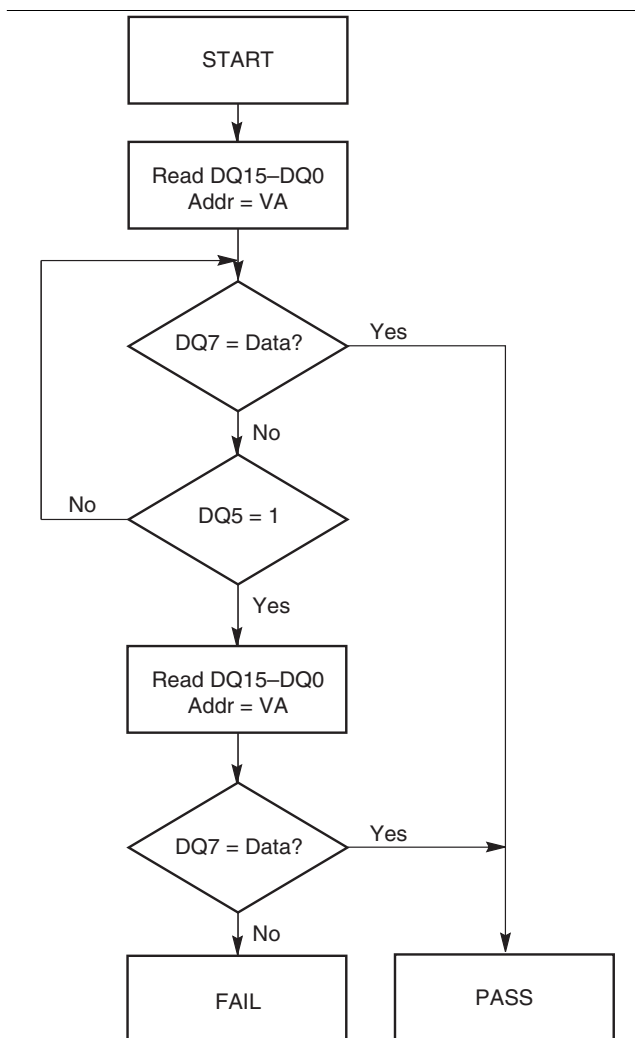 START
Read DQ15–DQ0
Addr = VA
DQ7 = Data?
Yes
No
No
DQ5 = 1
Yes
Read DQ15–DQ0
Addr = VA
DQ7 = Data?
Yes
No
FAIL
PASS